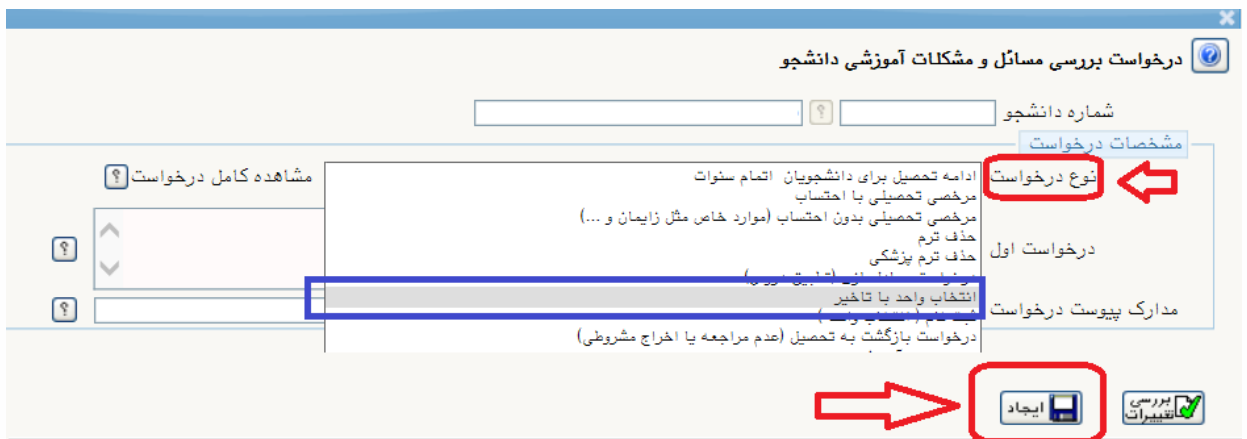 درخواست بررسی مسائل و مشکلات آموزشی دانشجو
شماره دانشجو
مشخصات درخواست
نوع درخواست
ادامه تحصیل برای دانشجویان اتمام سنوات
مشاهده کامل درخواست
مرخصی تحصیلی با احتساب
مرخصی تحصیلی بدون احتساب (موارد خاص مثل زایمان و ...)
حذف ترم
درخواست اول
حذف ترم پزشکی
انتخاب واحد با تاخیر
مدارک پیوست درخواست
درخواست بازگشت به تحصیل (عدم مراجعه یا اخراج مشروطی)
بررسی تغییرات
ایجاد